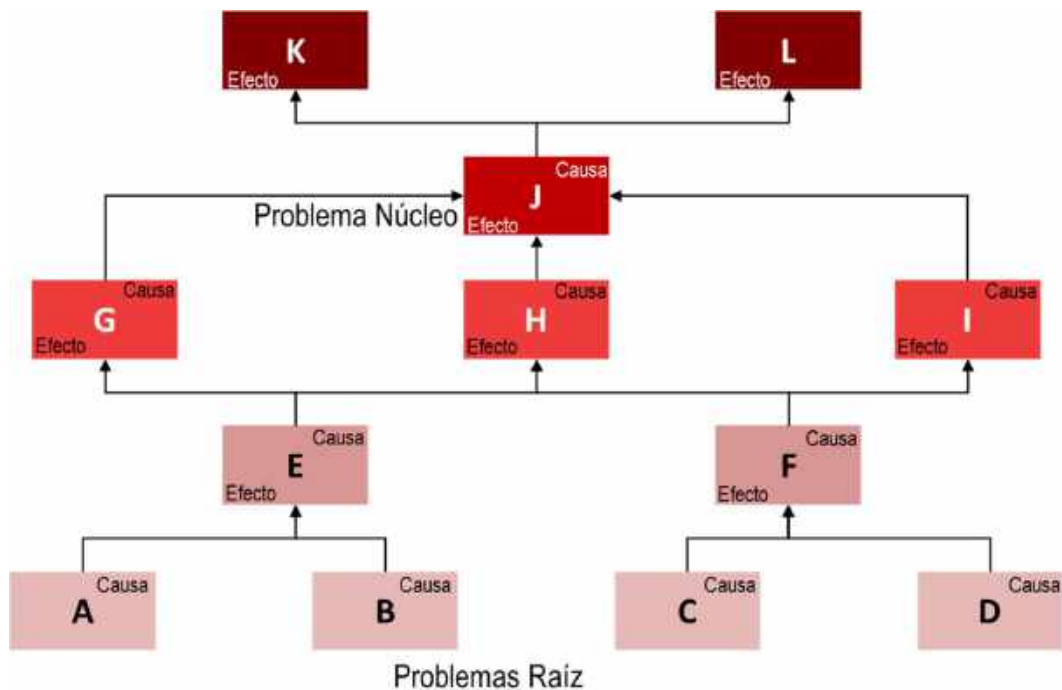 K
Efecto
L
Efecto
Causa
J
Efecto
Problema Núcleo
Causa
G
Efecto
Causa
H
Efecto
Causa
I
Efecto
Causa
E
Efecto
Causa
F
Efecto
Causa
A
Causa
B
Causa
C
Causa
D
Problemas Raíz